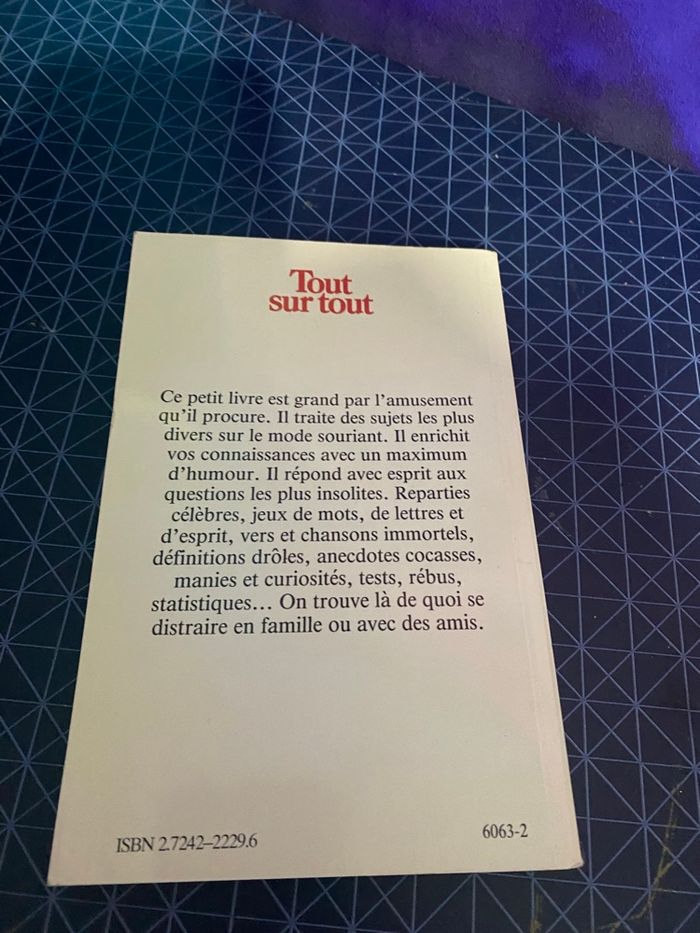 Tout
sur tout
Ce petit livre est grand par l'amusement
qu'il procure. Il traite des sujets les plus
divers sur le mode souriant. Il enrichit
vos connaissances avec un maximum
d'humour. Il répond avec esprit aux
questions les plus insolites. Reparties
célèbres, jeux de mots, de lettres et
d'esprit, vers et chansons immortels,
définitions drôles, anecdotes cocasses,
manies et curiosités, tests, rébus,
statistiques... On trouve là de quoi se
distraire en famille ou avec des amis.
ISBN 2.7242–2229.6
6063-2